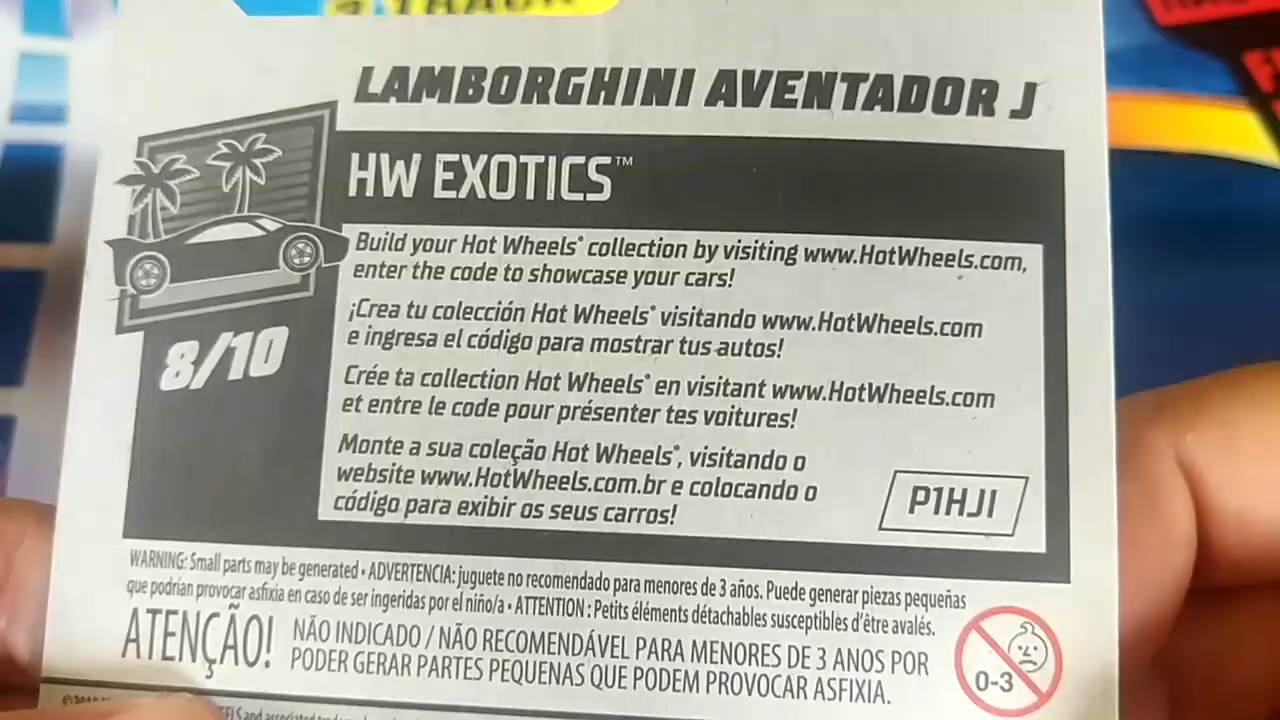 TRACK
LAMBORGHINI AVENTADOR J
HW EXOTICS™
Build your Hot Wheels® collection by visiting www.HotWheels.com,
enter the code to showcase your cars!
¡Crea tu colección Hot Wheels® visitando www.HotWheels.com
e ingresa el código para mostrar tus autos!
8/10
Crée ta collection Hot Wheels® en visitant www.HotWheels.com
et entre le code pour présenter tes voitures!
Monte a sua coleção Hot Wheels®, visitando o
website www.HotWheels.com.br e colocando o
código para exibir os seus carros!
P1HJI
WARNING: Small parts may be generated • ADVERTENCIA: juguete no recomendado para menores de 3 años. Puede generar piezas pequeñas
que podrían provocar asfixia en caso de ser ingeridas por el niño/a • ATTENTION : Petits éléments détachables susceptibles d'être avalés.
ATENÇÃO! NÃO INDICADO / NÃO RECOMENDÁVEL PARA MENORES DE 3 ANOS POR
PODER GERAR PARTES PEQUENAS QUE PODEM PROVOCAR ASFIXIA.
0-3
and associated